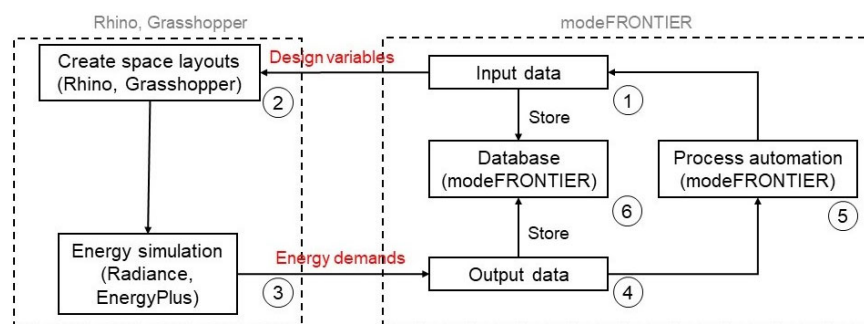 Rhino, Grasshopper
modeFRONTIER
Create space layouts
(Rhino, Grasshopper)
2
Design variables
Input data
1
Store
Database
(modeFRONTIER)
6
Process automation
(modeFRONTIER)
5
Energy simulation
(Radiance,
EnergyPlus)
3
Energy demands
Store
Output data
4